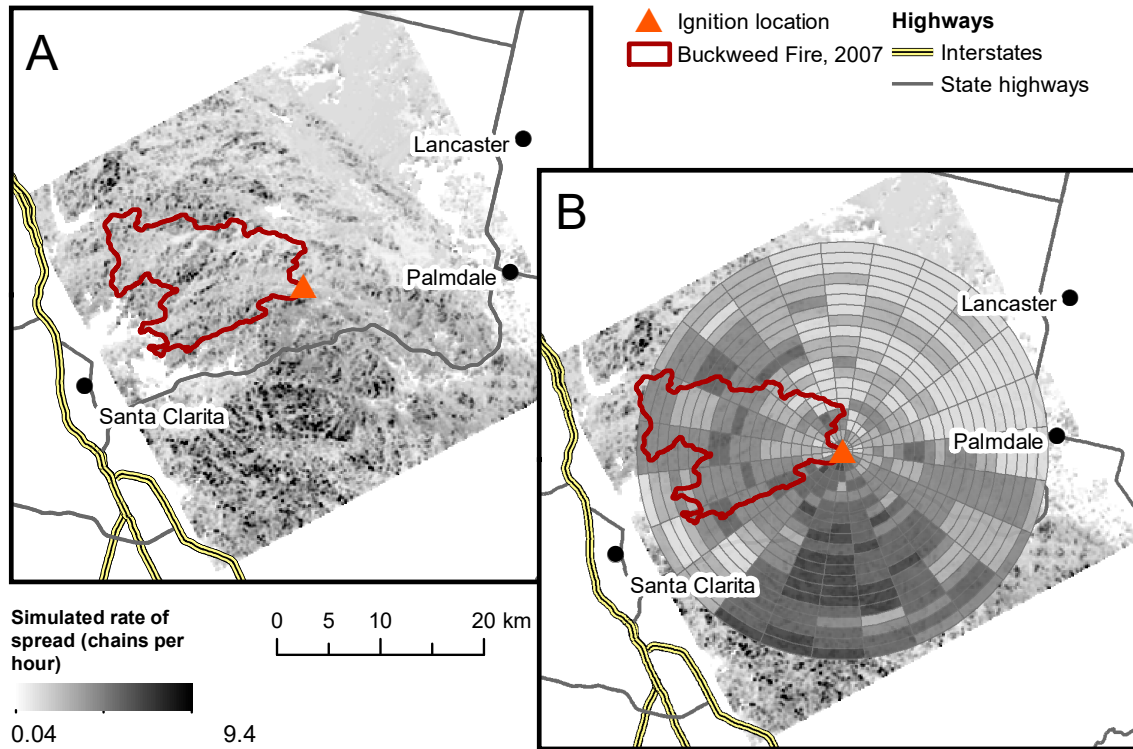 A
Lancaster
Palmdale
Santa Clarita
Ignition location
Buckweed Fire, 2007
Highways
Interstates
State highways
B
Lancaster
Palmdale
Santa Clarita
Simulated rate of
spread (chains per
hour)
0.04 9.4
0 5 10 20 km